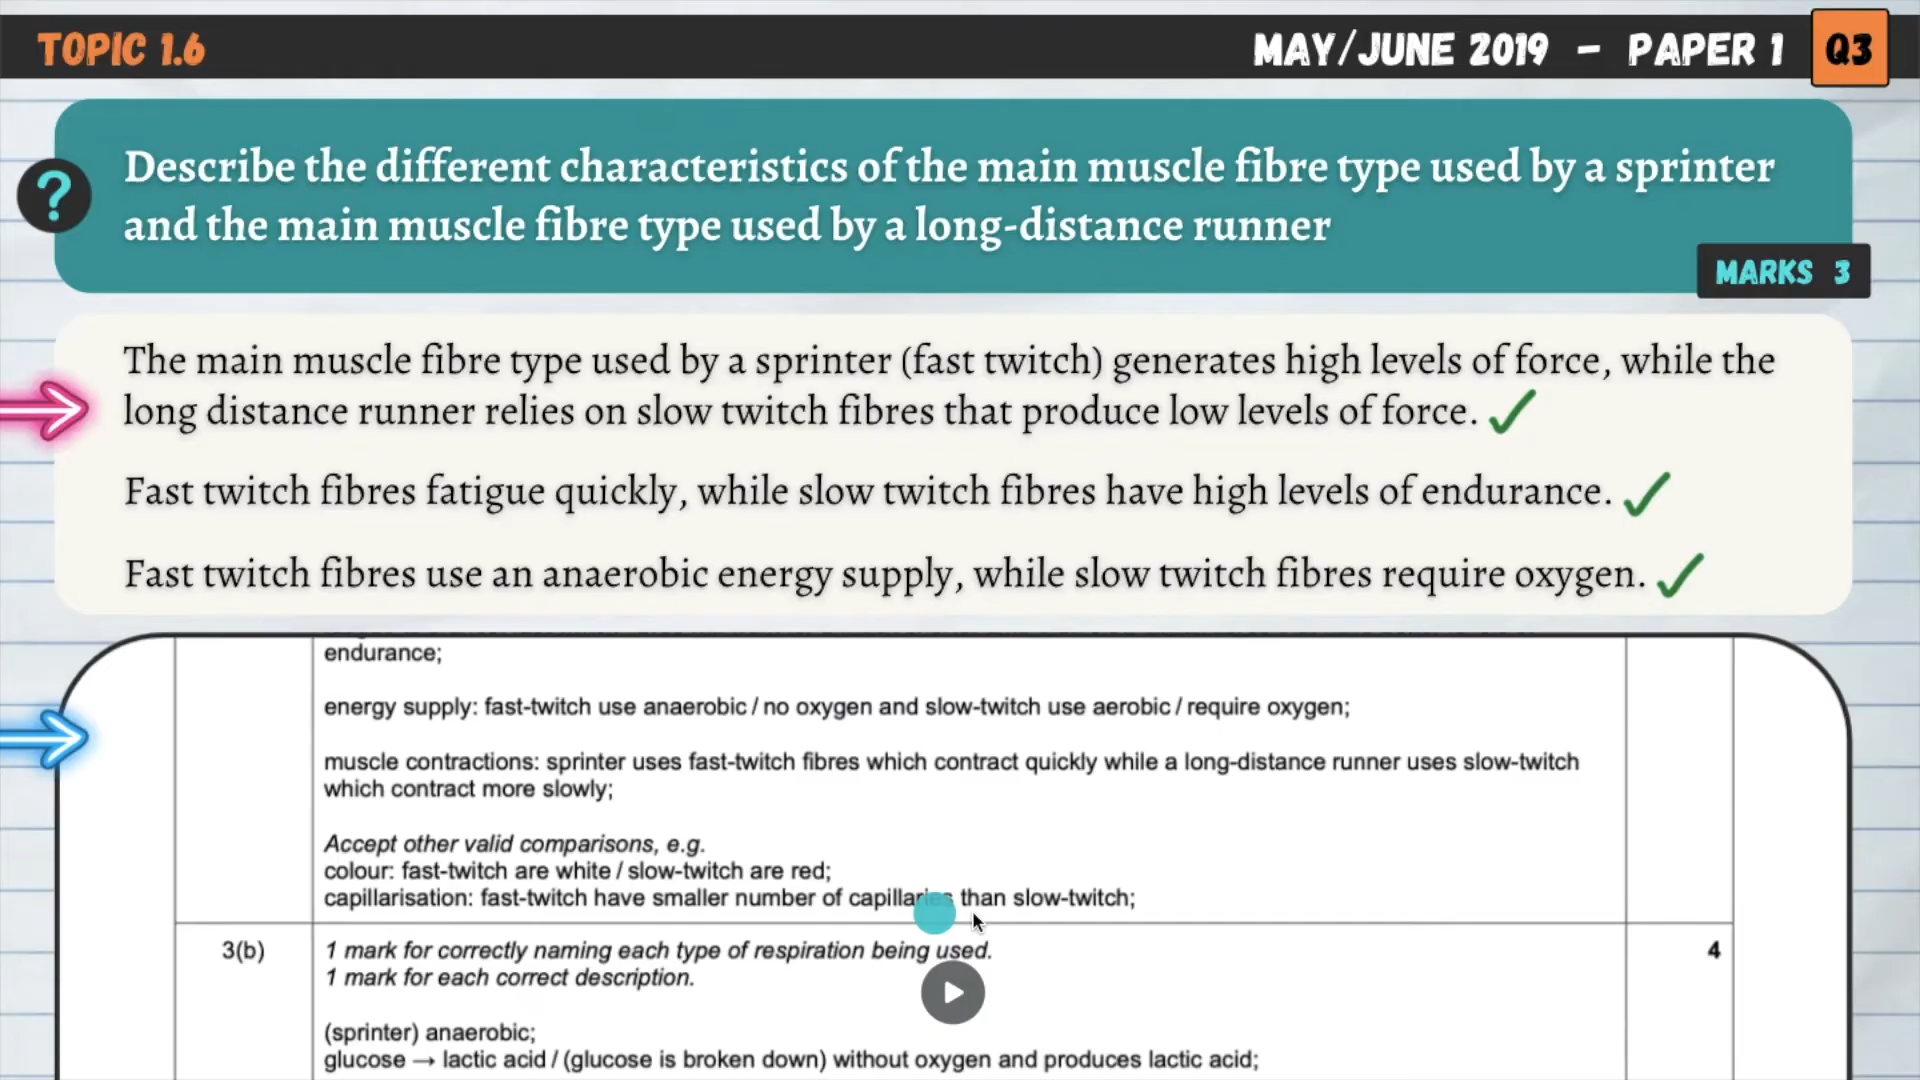 TOPIC 1.6
MAY/JUNE 2019 – PAPER 1
Q3
?
Describe the different characteristics of the main muscle fibre type used by a sprinter
and the main muscle fibre type used by a long-distance runner
MARKS 3
The main muscle fibre type used by a sprinter (fast twitch) generates high levels of force, while the
long distance runner relies on slow twitch fibres that produce low levels of force.
Fast twitch fibres fatigue quickly, while slow twitch fibres have high levels of endurance.
Fast twitch fibres use an anaerobic energy supply, while slow twitch fibres require oxygen.
endurance;
energy supply: fast-twitch use anaerobic / no oxygen and slow-twitch use aerobic / require oxygen;
muscle contractions: sprinter uses fast-twitch fibres which contract quickly while a long-distance runner uses slow-twitch
which contract more slowly;
Accept other valid comparisons, e.g.
colour: fast-twitch are white / slow-twitch are red;
capillarisation: fast-twitch have smaller number of capillaries than slow-twitch;
3(b)
1 mark for correctly naming each type of respiration being used.
4
1 mark for each correct description.
(sprinter) anaerobic;
glucose → lactic acid / (glucose is broken down) without oxygen and produces lactic acid;